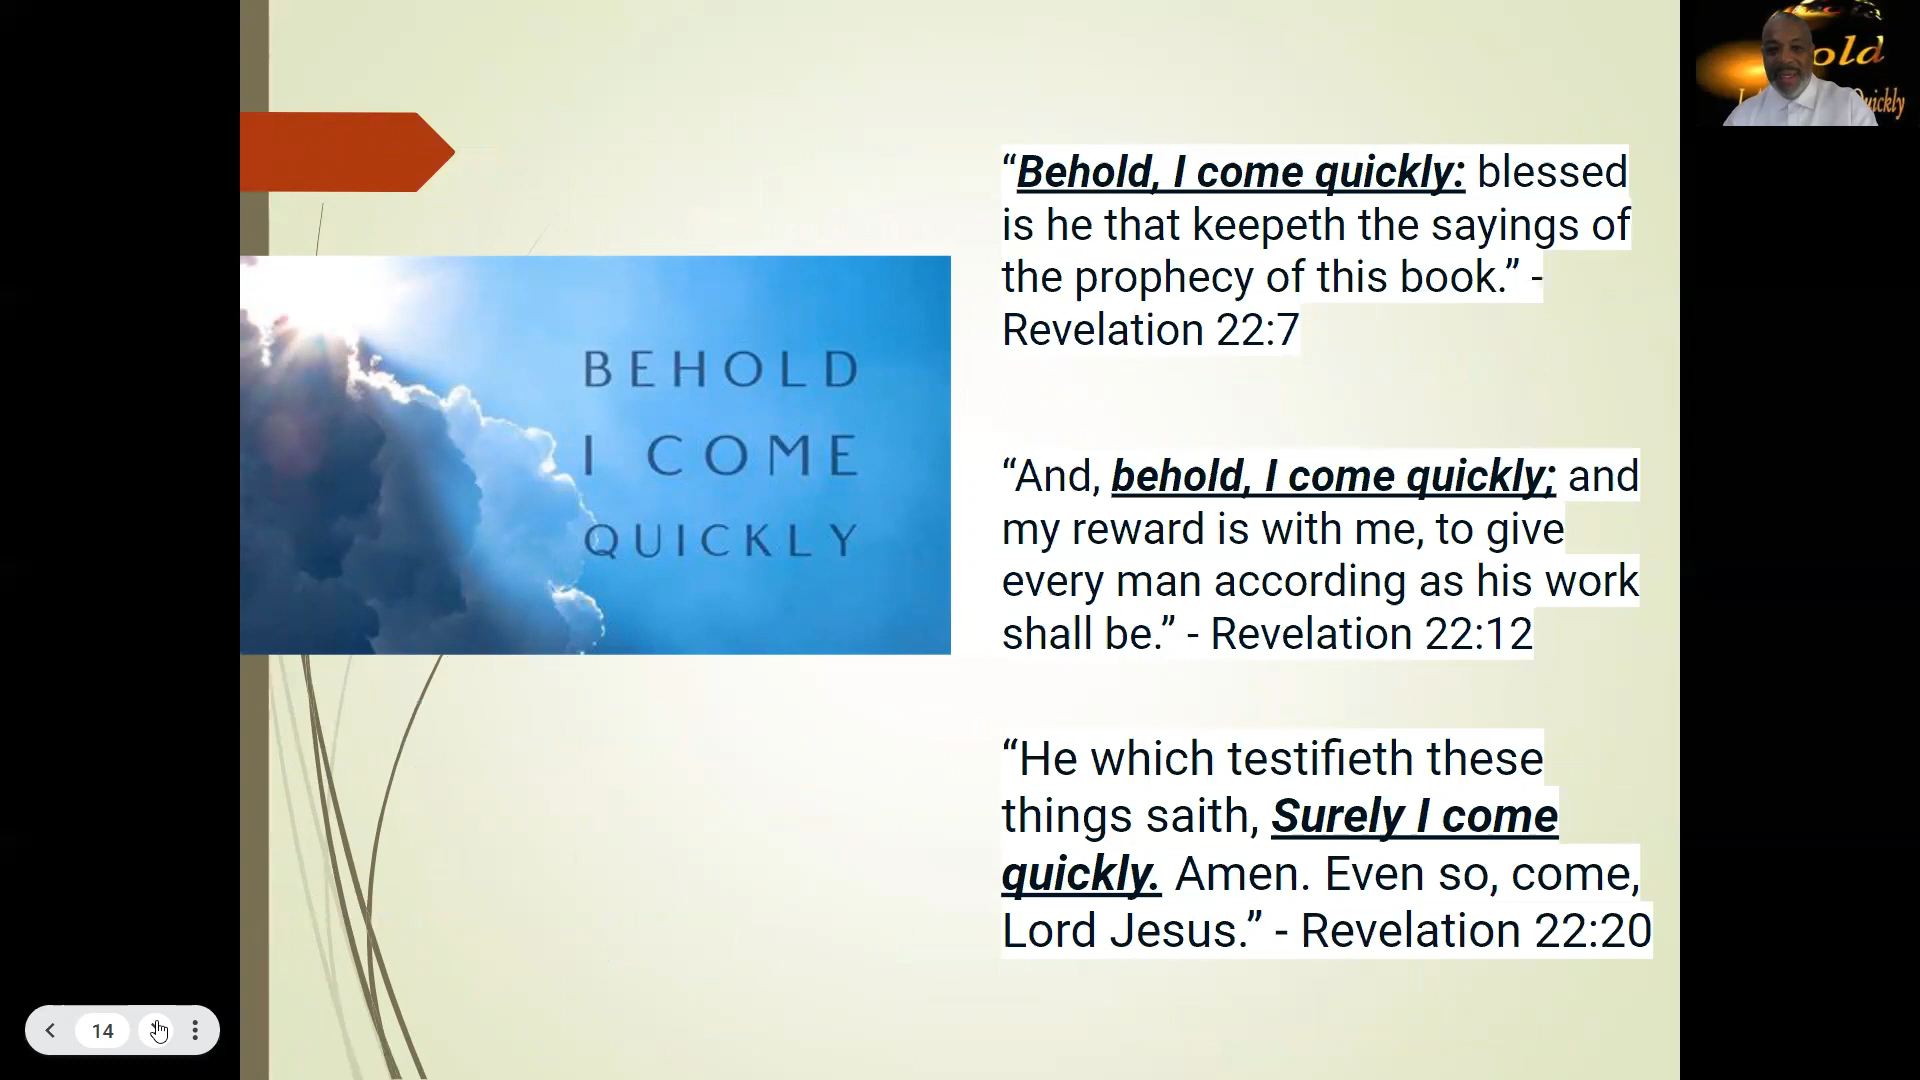 BEHOLD
I COME
QUICKLY
“Behold, I come quickly: blessed
is he that keepeth the sayings of
the prophecy of this book.” -
Revelation 22:7
“And, behold, I come quickly; and
my reward is with me, to give
every man according as his work
shall be.” - Revelation 22:12
“He which testifieth these
things saith, Surely I come
quickly. Amen. Even so, come,
Lord Jesus.” - Revelation 22:20
14